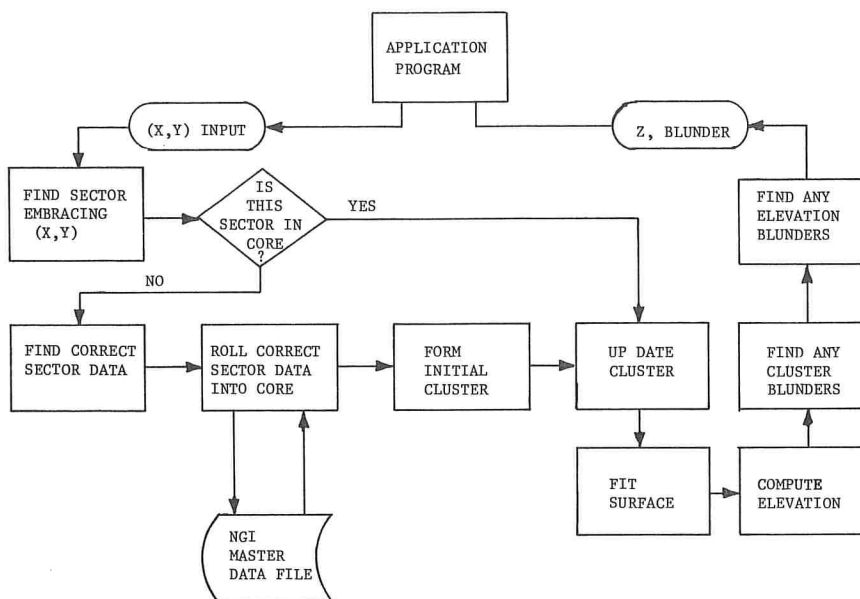 APPLICATION
PROGRAM
(X,Y) INPUT
Z, BLUNDER
FIND SECTOR
EMBRACING
(X,Y)
IS
THIS
SECTOR IN
CORE
?
YES
NO
FIND ANY
ELEVATION
BLUNDERS
FIND CORRECT
SECTOR DATA
ROLL CORRECT
SECTOR DATA
INTO CORE
FORM
INITIAL
CLUSTER
UP DATE
CLUSTER
FIND ANY
CLUSTER
BLUNDERS
NGI
MASTER
DATA FILE
FIT
SURFACE
COMPUTE
ELEVATION